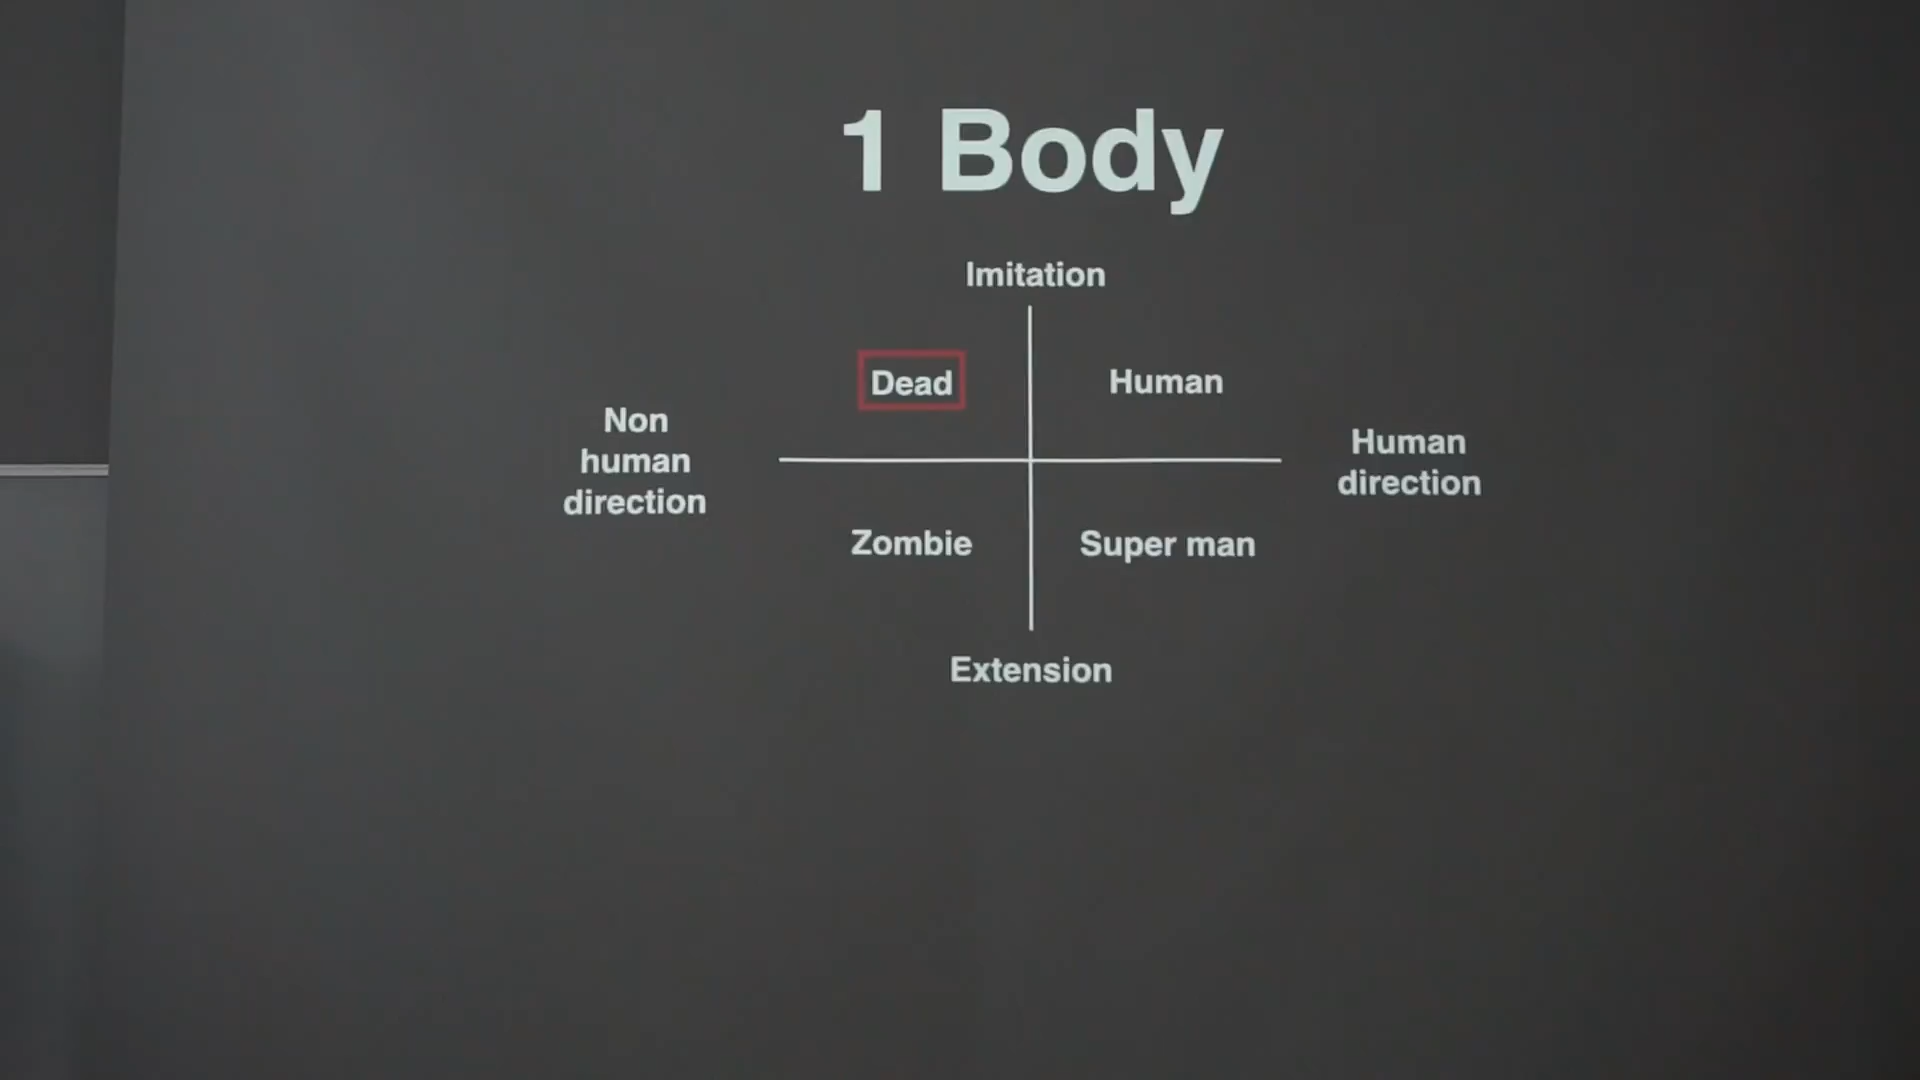 1 Body
Imitation
Dead
Human
Non
human
direction
Human
direction
Zombie
Super man
Extension